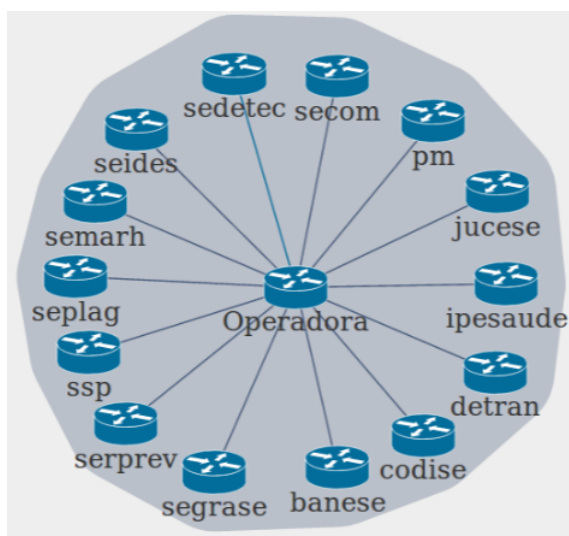 sedetec
secom
seides
pm
semarh
jucese
seplag
Operadora
ipesaude
ssp
detran
serprev
codise
segrase
banese